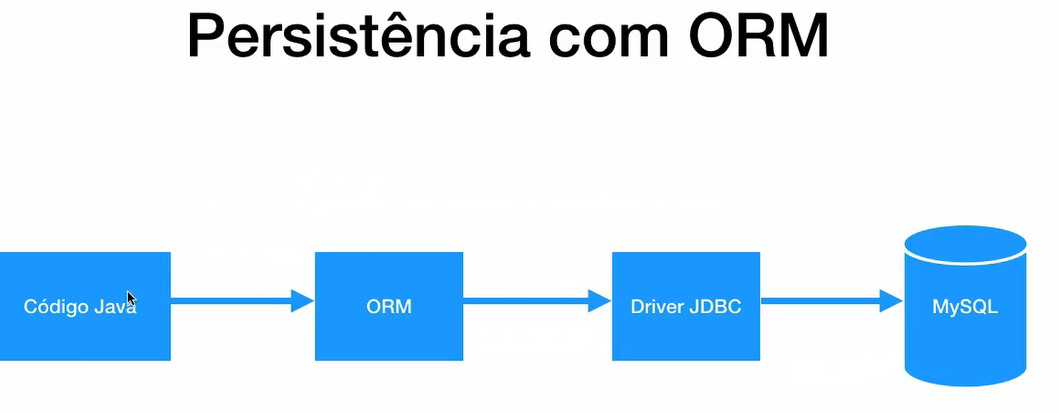 Persistência com ORM
Código Java
ORM
Driver JDBC
MySQL